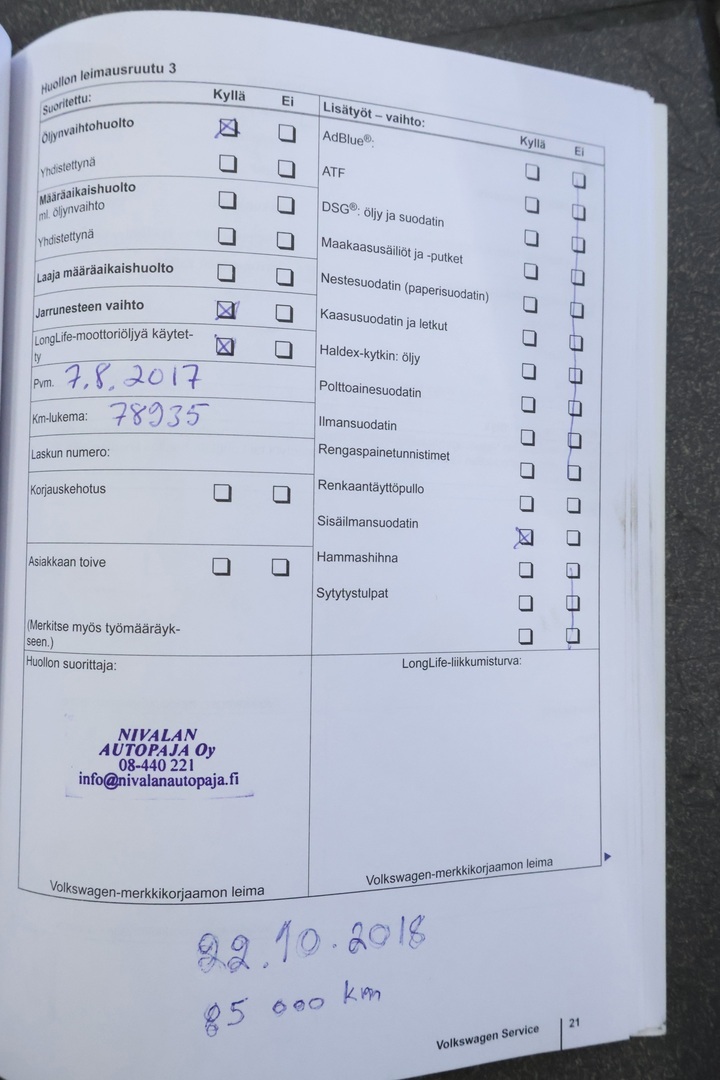 Huollon leimausruutu 3
Suoritettu: Kyllä Ei
Öljynvaihtohuolto
Yhdistettynä
Määräaikaishuolto
ml. öljynvaihto
Yhdistettynä
Laaja määräaikaishuolto
Jarrunesteen vaihto
LongLife-moottoriöljyä käytet-
ty
Pvm. 7.8.2017
Km-lukema: 78935
Laskun numero:
Korjauskehotus
Asiakkaan toive
(Merkitse myös työmääräyk-
seen.)
Lisätyöt – vaihto:
Kyllä Ei
AdBlue®:
ATF
DSG®: öljy ja suodatin
Maakaasusäiliöt ja -putket
Nestesuodatin (paperisuodatin)
Kaasusuodatin ja letkut
Haldex-kytkin: öljy
Polttoainesuodatin
Ilmansuodatin
Rengaspainetunnistimet
Renkaantäyttöpullo
Sisäilmansuodatin
Hammashihna
Sytytystulpat
Huollon suorittaja:
NIVALAN
AUTOPAJA Oy
08-440 221
info@nivalanautopaja.fi
Volkswagen-merkkikorjaamon leima
LongLife-liikkumisturva:
Volkswagen-merkkikorjaamon leima
22.10.2018
85 000 km
Volkswagen Service 21